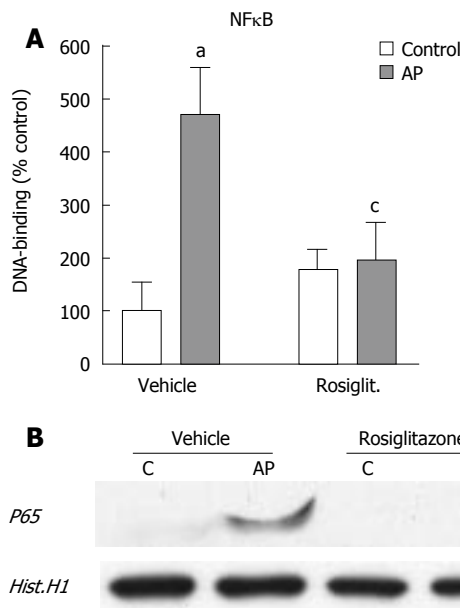 A
NFκB
Control
AP
DNA-binding (% control)
600
500
400
300
200
100
0
a
c
Vehicle Rosiglit.
B
Vehicle Rosiglitazone
C AP C
P65
Hist.H1